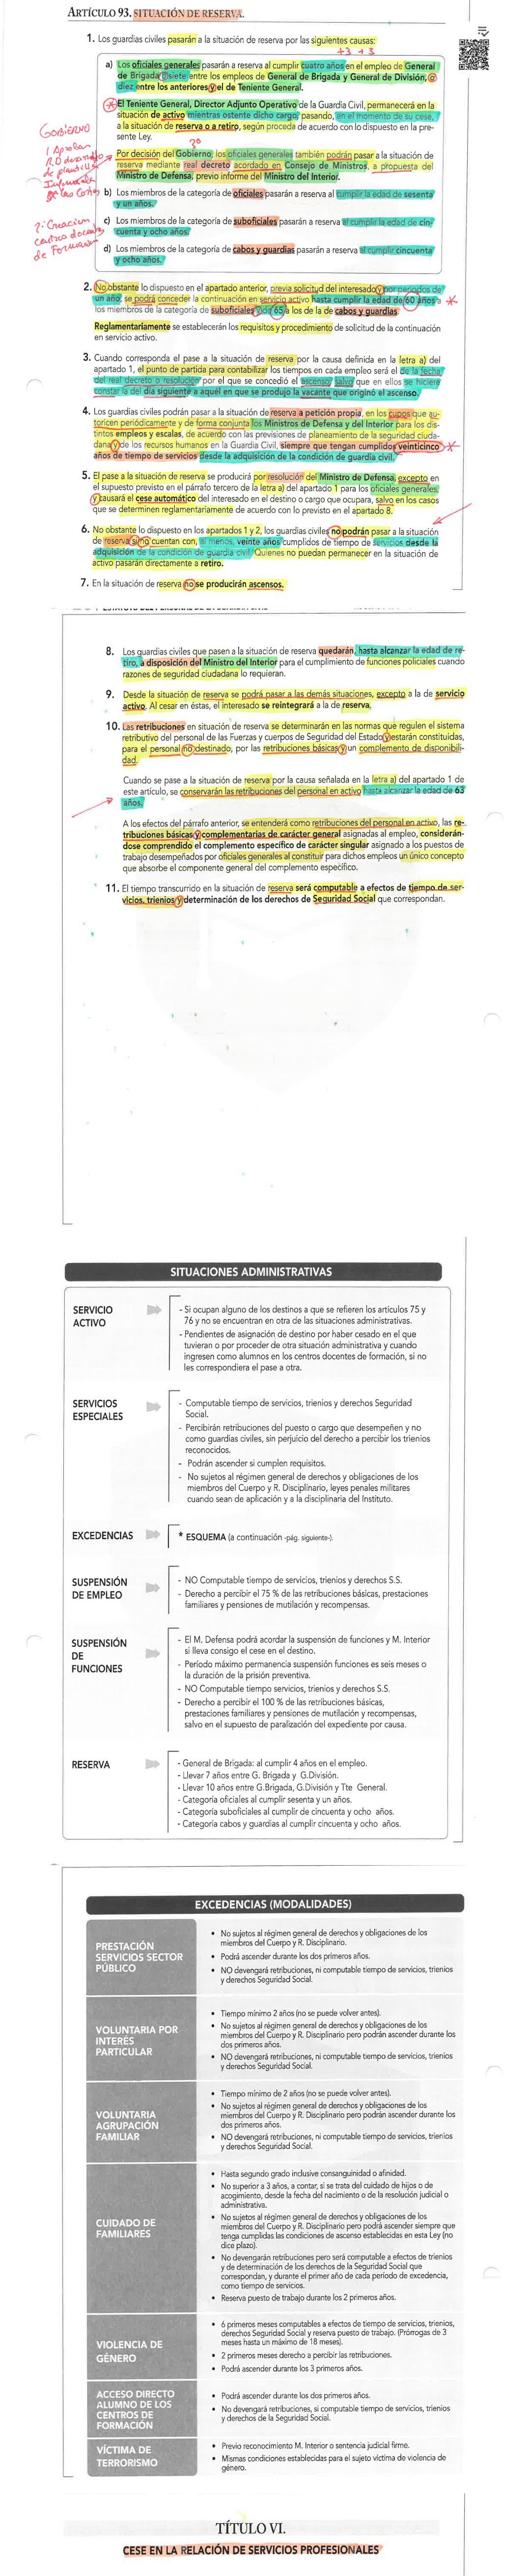 ARTÍCULO 93. SITUACIÓN DE RESERVA.
1. Los guardias civiles pasarán a la situación de reserva por las siguientes causas:
+3 + 3
a) Los oficiales generales pasarán a reserva al cumplir cuatro años en el empleo de General
de Brigada, siete entre los empleos de General de Brigada y General de División, o
diez entre los anteriores y el de Teniente General.
El Teniente General, Director Adjunto Operativo de la Guardia Civil, permanecerá en la
situación de activo mientras ostente dicho cargo, pasando, en el momento de su cese,
a la situación de reserva o a retiro, según proceda de acuerdo con lo dispuesto en la pre-
sente Ley.
3º
Por decisión del Gobierno, los oficiales generales también podrán pasar a la situación de
reserva mediante real decreto acordado en Consejo de Ministros, a propuesta del
Ministro de Defensa, previo informe del Ministro del Interior.
GOBIERNO
1 Aprobar
R.D desarrollo
de plantilla
Informando
a las Cortes
2: Creacion
centro docente
de Formación
b) Los miembros de la categoría de oficiales pasarán a reserva al cumplir la edad de sesenta
y un años.
c) Los miembros de la categoría de suboficiales pasarán a reserva al cumplir la edad de cin-
cuenta y ocho años.
d) Los miembros de la categoría de cabos y guardias pasarán a reserva al cumplir cincuenta
y ocho años.
2. No obstante lo dispuesto en el apartado anterior, previa solicitud del interesado y por periodos de
un año, se podrá conceder la continuación en servicio activo hasta cumplir la edad de 60 años a
los miembros de la categoría de suboficiales y de 65 a los de la de cabos y guardias.
Reglamentariamente se establecerán los requisitos y procedimiento de solicitud de la continuación
en servicio activo.
3. Cuando corresponda el pase a la situación de reserva por la causa definida en la letra a) del
apartado 1, el punto de partida para contabilizar los tiempos en cada empleo será el de la fecha
del real decreto o resolución por el que se concedió el ascenso, salvo que en ellos se hiciere
constar la del día siguiente a aquel en que se produjo la vacante que originó el ascenso.
4. Los guardias civiles podrán pasar a la situación de reserva a petición propia, en los cupos que au-
toricen periódicamente y de forma conjunta los Ministros de Defensa y del Interior para los dis-
tintos empleos y escalas, de acuerdo con las previsiones de planeamiento de la seguridad ciuda-
dana y de los recursos humanos en la Guardia Civil, siempre que tengan cumplidos veinticinco
años de tiempo de servicios desde la adquisición de la condición de guardia civil.
5. El pase a la situación de reserva se producirá por resolución del Ministro de Defensa, excepto en
el supuesto previsto en el párrafo tercero de la letra a) del apartado 1 para los oficiales generales,
y causará el cese automático del interesado en el destino o cargo que ocupara, salvo en los casos
que se determinen reglamentariamente de acuerdo con lo previsto en el apartado 8.
6. No obstante lo dispuesto en los apartados 1 y 2, los guardias civiles no podrán pasar a la situación
de reserva si no cuentan con, al menos, veinte años cumplidos de tiempo de servicios desde la
adquisición de la condición de guardia civil. Quienes no puedan permanecer en la situación de
activo pasarán directamente a retiro.
7. En la situación de reserva no se producirán ascensos.
8. Los guardias civiles que pasen a la situación de reserva quedarán, hasta alcanzar la edad de re-
tiro, a disposición del Ministro del Interior para el cumplimiento de funciones policiales cuando
razones de seguridad ciudadana lo requieran.
9. Desde la situación de reserva se podrá pasar a las demás situaciones, excepto a la de servicio
activo. Al cesar en éstas, el interesado se reintegrará a la de reserva.
10. Las retribuciones en situación de reserva se determinarán en las normas que regulen el sistema
retributivo del personal de las Fuerzas y cuerpos de Seguridad del Estado y estarán constituidas,
para el personal no destinado, por las retribuciones básicas y un complemento de disponibili-
dad.
Cuando se pase a la situación de reserva por la causa señalada en la letra a) del apartado 1 de
este artículo, se conservarán las retribuciones del personal en activo hasta alcanzar la edad de 63
años.
A los efectos del párrafo anterior, se entenderá como retribuciones del personal en activo, las re-
tribuciones básicas y complementarias de carácter general asignadas al empleo, considerán-
dose comprendido el complemento específico de carácter singular asignado a los puestos de
trabajo desempeñados por oficiales generales al constituir para dichos empleos un único concepto
que absorbe el componente general del complemento específico.
11. El tiempo transcurrido en la situación de reserva será computable a efectos de tiempo de ser-
vicios, trienios y determinación de los derechos de Seguridad Social que correspondan.
SITUACIONES ADMINISTRATIVAS
SERVICIO
ACTIVO
- Si ocupan alguno de los destinos a que se refieren los artículos 75 y
76 y no se encuentran en otra de las situaciones administrativas.
- Pendientes de asignación de destino por haber cesado en el que
tuvieran o por proceder de otra situación administrativa y cuando
ingresen como alumnos en los centros docentes de formación, si no
les correspondiera el pase a otra.
SERVICIOS
ESPECIALES
- Computable tiempo de servicios, trienios y derechos Seguridad
Social.
- Percibirán retribuciones del puesto o cargo que desempeñen y no
como guardias civiles, sin perjuicio del derecho a percibir los trienios
reconocidos.
- Podrán ascender si cumplen requisitos.
- No sujetos al régimen general de derechos y obligaciones de los
miembros del Cuerpo y R. Disciplinario, leyes penales militares
cuando sean de aplicación y a la disciplinaria del Instituto.
EXCEDENCIAS
* ESQUEMA (a continuación -pág. siguiente-).
SUSPENSIÓN
DE EMPLEO
- NO Computable tiempo de servicios, trienios y derechos S.S.
- Derecho a percibir el 75 % de las retribuciones básicas, prestaciones
familiares y pensiones de mutilación y recompensas.
SUSPENSIÓN
DE
FUNCIONES
- El M. Defensa podrá acordar la suspensión de funciones y M. Interior
si lleva consigo el cese en el destino.
- Período máximo permanencia suspensión funciones es seis meses o
la duración de la prisión preventiva.
- NO Computable tiempo servicios, trienios y derechos S.S.
- Derecho a percibir el 100 % de las retribuciones básicas,
prestaciones familiares y pensiones de mutilación y recompensas,
salvo en el supuesto de paralización del expediente por causa.
RESERVA
- General de Brigada: al cumplir 4 años en el empleo.
- Llevar 7 años entre G. Brigada y G.División.
- Llevar 10 años entre G.Brigada, G.División y Tte General.
- Categoría oficiales al cumplir sesenta y un años.
- Categoría suboficiales al cumplir de cincuenta y ocho años.
- Categoría cabos y guardias al cumplir cincuenta y ocho años.
EXCEDENCIAS (MODALIDADES)
PRESTACIÓN
SERVICIOS SECTOR
PÚBLICO
• No sujetos al régimen general de derechos y obligaciones de los
miembros del Cuerpo y R. Disciplinario.
• Podrá ascender durante los dos primeros años.
• NO devengará retribuciones, ni computable tiempo de servicios, trienios
y derechos Seguridad Social.
VOLUNTARIA POR
INTERÉS
PARTICULAR
• Tiempo mínimo 2 años (no se puede volver antes).
• No sujetos al régimen general de derechos y obligaciones de los
miembros del Cuerpo y R. Disciplinario pero podrán ascender durante los
dos primeros años.
• NO devengará retribuciones, ni computable tiempo de servicios, trienios
y derechos Seguridad Social.
VOLUNTARIA
AGRUPACIÓN
FAMILIAR
• Tiempo mínimo de 2 años (no se puede volver antes).
• No sujetos al régimen general de derechos y obligaciones de los
miembros del Cuerpo y R. Disciplinario pero podrán ascender durante los
dos primeros años.
• NO devengará retribuciones, ni computable tiempo de servicios, trienios
y derechos Seguridad Social.
CUIDADO DE
FAMILIARES
• Hasta segundo grado inclusive consanguinidad o afinidad.
• No superior a 3 años, a contar, si se trata del cuidado de hijos o de
acogimiento, desde la fecha del nacimiento o de la resolución judicial o
administrativa.
• No sujetos al régimen general de derechos y obligaciones de los
miembros del Cuerpo y R. Disciplinario pero podrá ascender siempre que
tenga cumplidas las condiciones de ascenso establecidas en esta Ley (no
dice plazo).
• No devengarán retribuciones pero será computable a efectos de trienios
y de determinación de los derechos de la Seguridad Social que
correspondan, y durante el primer año de cada período de excedencia,
como tiempo de servicios.
• Reserva puesto de trabajo durante los 2 primeros años.
VIOLENCIA DE
GÉNERO
• 6 primeros meses computables a efectos de tiempo de servicios, trienios,
derechos Seguridad Social y reserva puesto de trabajo. (Prórrogas de 3
meses hasta un máximo de 18 meses).
• 2 primeros meses derecho a percibir las retribuciones.
• Podrá ascender durante los 3 primeros años.
ACCESO DIRECTO
ALUMNO DE LOS
CENTROS DE
FORMACIÓN
• Podrá ascender durante los dos primeros años.
• No devengará retribuciones, si computable tiempo de servicios, trienios
y derechos de la Seguridad Social.
VÍCTIMA DE
TERRORISMO
• Previo reconocimiento M. Interior o sentencia judicial firme.
• Mismas condiciones establecidas para el sujeto víctima de violencia de
género.
TÍTULO VI.
CESE EN LA RELACIÓN DE SERVICIOS PROFESIONALES